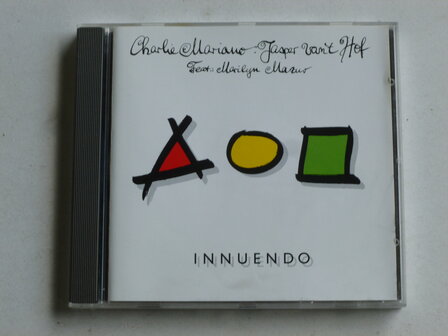 Charlie Mariano - Jasper van't Hof
Feat.: Marilyn Mazur
INNUENDO